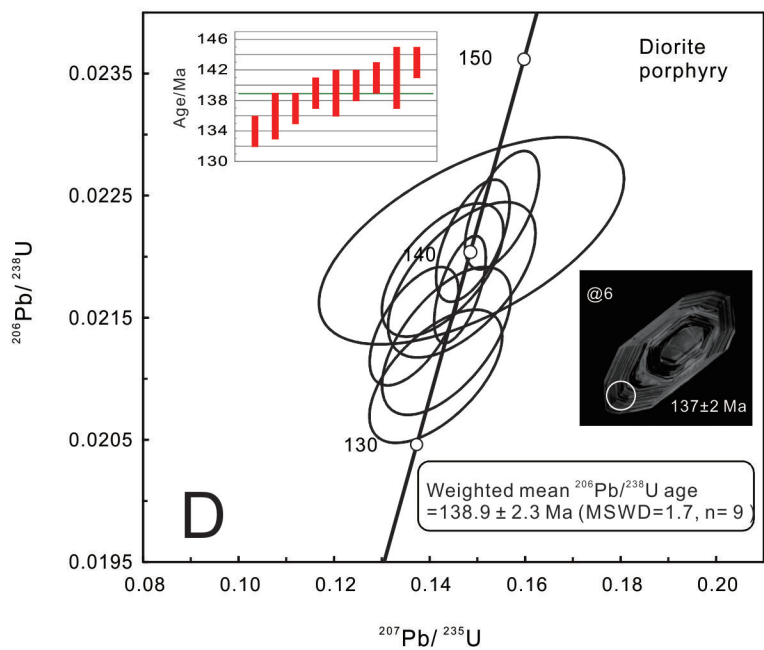 146
142
138
134
130
Age/Ma
Diorite
porphyry
150
140
130
0.0235
0.0225
0.0215
0.0205
0.0195
206Pb/ 238U
@6
137±2 Ma
D
Weighted mean 206Pb/238U age
=138.9 ± 2.3 Ma (MSWD=1.7, n= 9 )
0.08
0.10
0.12
0.14
0.16
0.18
0.20
207Pb/ 235U